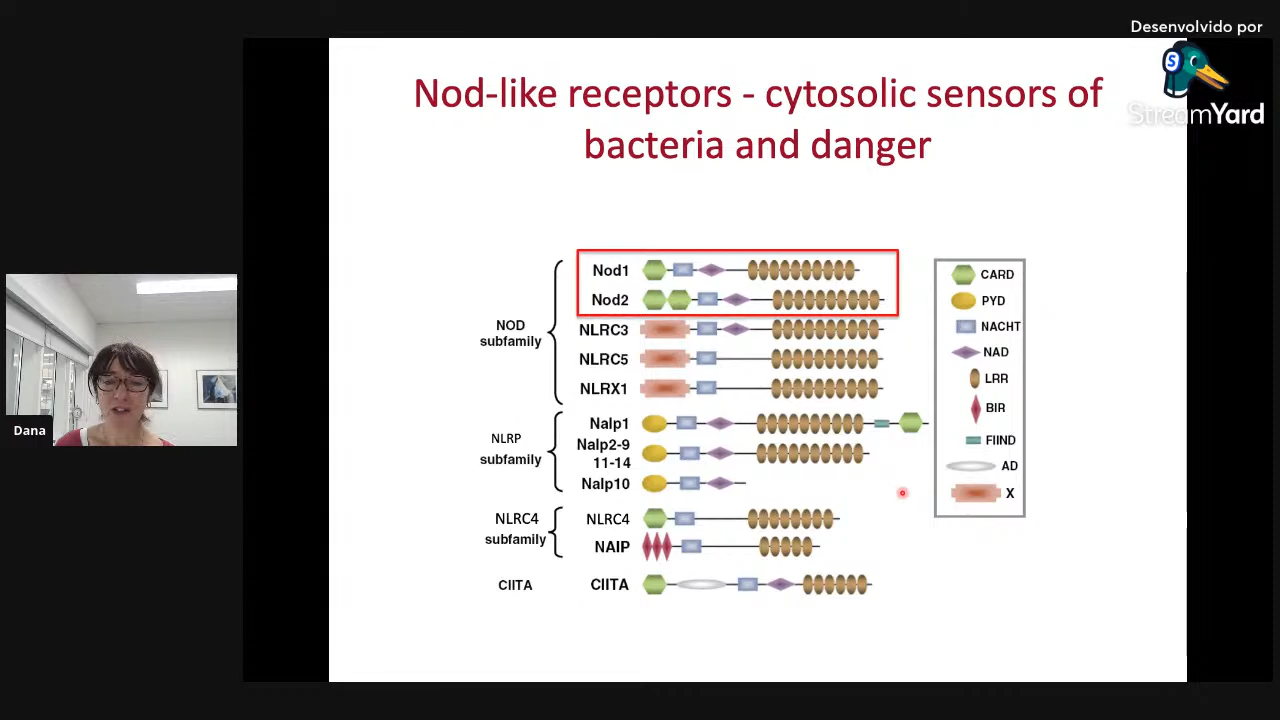 Desenvolvido por
S
StreamYard
Nod-like receptors - cytosolic sensors of
bacteria and danger
NOD
subfamily
Nod1
Nod2
NLRC3
NLRC5
NLRX1
NLRP
subfamily
Nalp1
Nalp2-9
11-14
Nalp10
NLRC4
subfamily
NLRC4
NAIP
CIITA
CIITA
CARD
PYD
NACHT
NAD
LRR
BIR
FIIND
AD
X
Dana